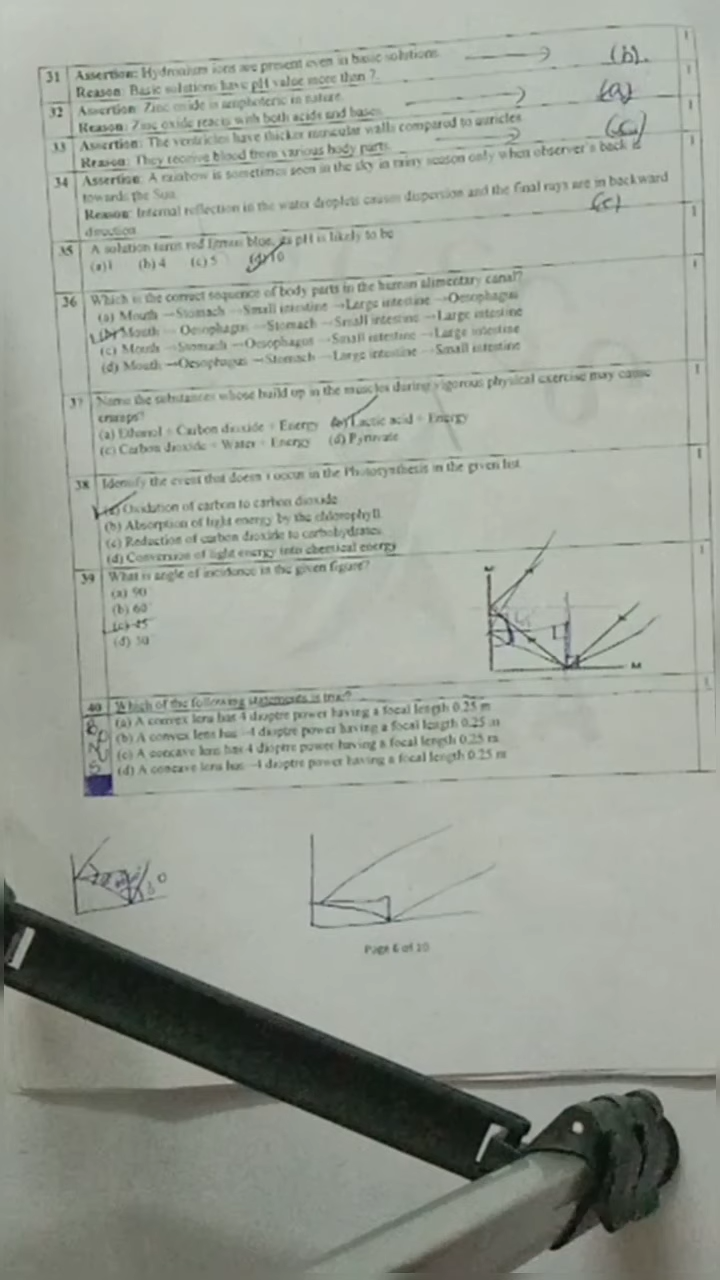 31 Assertion: Hydronium ions are present even in basic solutions. (b).
Reason: Basic solutions have pH value more than 7.
32 Assertion: Zinc oxide is amphoteric in nature. (a)
Reason: Zinc oxide reacts with both acids and bases.
33 Assertion: The ventricles have thicker muscular walls compared to auricles (c)
Reason: They receive blood from various body parts.
34 Assertion: A rainbow is sometimes seen in the sky in rainy season only when observer's back is
towards the Sun.
Reason: Internal reflection in the water droplets causes dispersion and the final rays are in backward
direction. (c)
35 A solution turns red litmus blue, its pH is likely to be
(a)1 (b) 4 (c) 5 (d) 10
36 Which is the correct sequence of body parts in the human alimentary canal?
(a) Mouth →Stomach →Small intestine →Large intestine →Oesophagus
(b) Mouth → Oesophagus →Stomach →Small intestine →Large intestine
(c) Mouth →Stomach →Oesophagus →Small intestine →Large intestine
(d) Mouth →Oesophagus →Stomach →Large intestine →Small intestine
37 Name the substances whose build up in the muscles during vigorous physical exercise may cause
cramps?
(a) Ethanol + Carbon dioxide + Energy (b) Lactic acid + Energy
(c) Carbon dioxide + Water + Energy (d) Pyruvate
38 Identify the event that doesn't occur in the Photosynthesis in the given list
(a) Oxidation of carbon to carbon dioxide
(b) Absorption of light energy by the chlorophyll
(c) Reduction of carbon dioxide to carbohydrates
(d) Conversion of light energy into chemical energy
39 What is angle of incidence in the given figure?
(a) 90
(b) 60
(c) 45
(d) 30
M
40 Which of the following statements is true?
(a) A convex lens has 4 dioptre power having a focal length 0.25 m
(b) A convex lens has -4 dioptre power having a focal length 0.25 m
(c) A concave lens has 4 dioptre power having a focal length 0.25 m
(d) A concave lens has -4 dioptre power having a focal length 0.25 m
Page 6 of 10